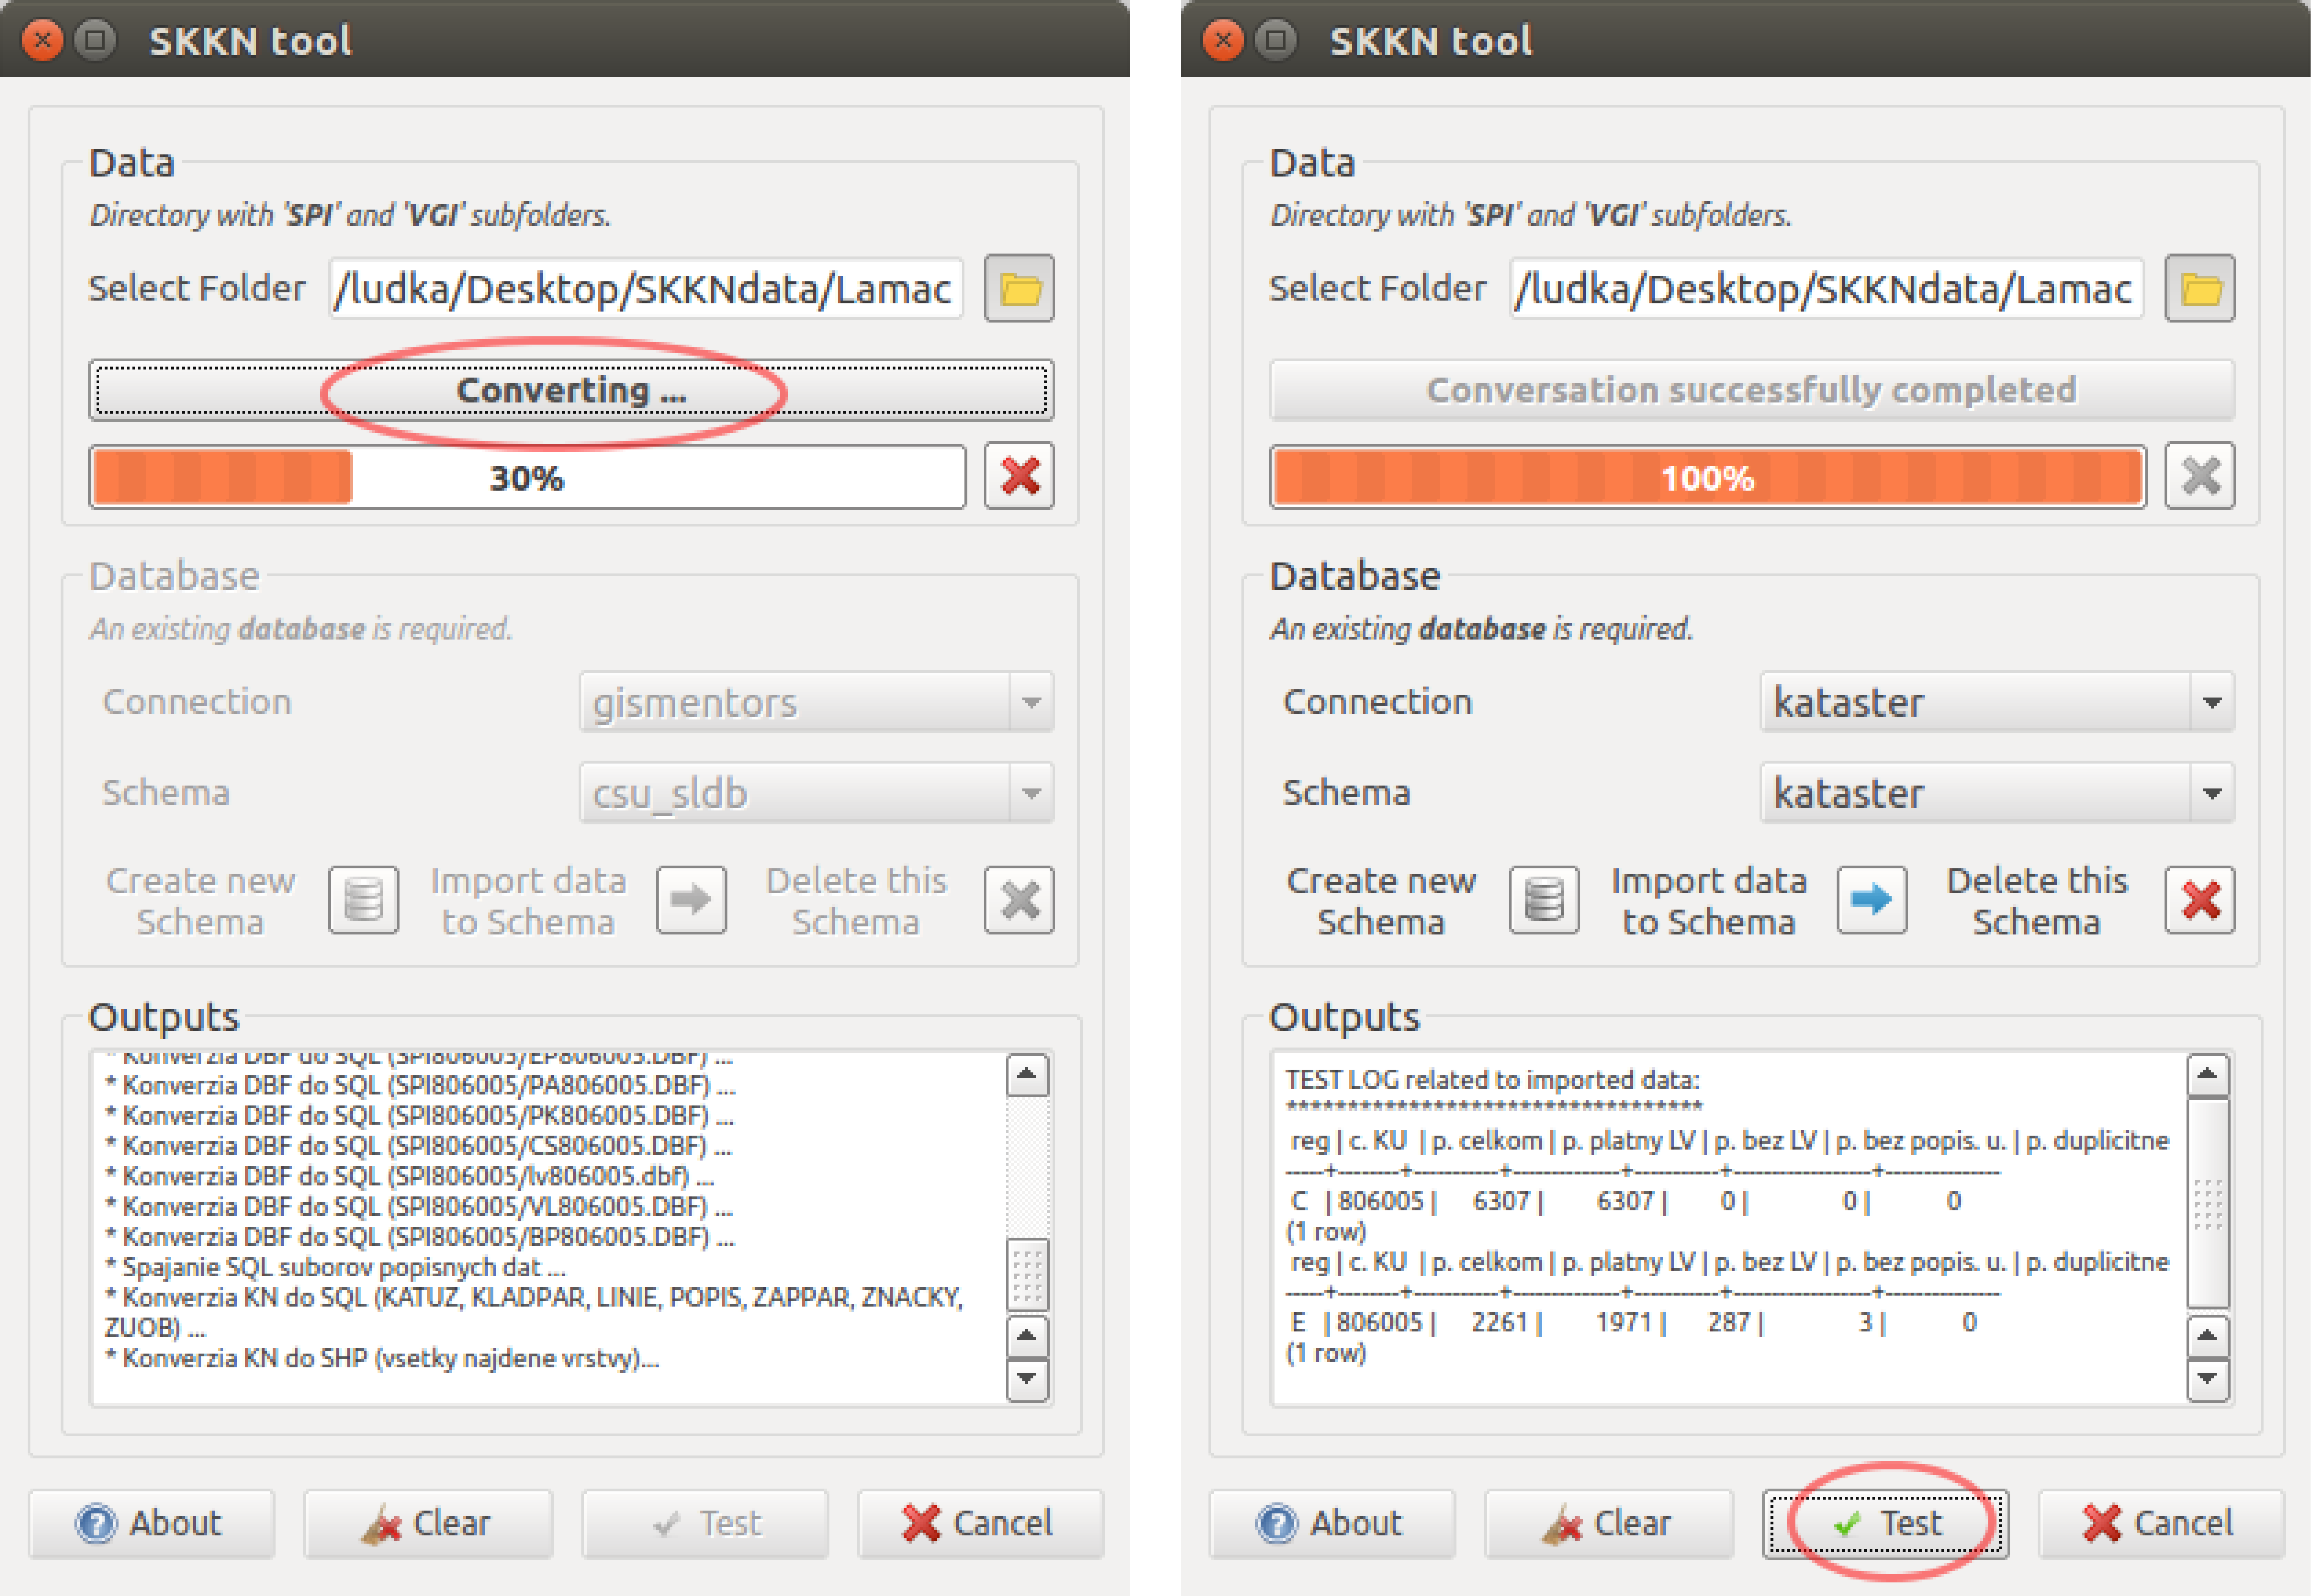 SKKN tool
Data
Directory with 'SPI' and 'VGI' subfolders.
Select Folder /ludka/Desktop/SKKNdata/Lamac
Converting ...
30%
Database
An existing database is required.
Connection gismentors
Schema csu_sldb
Create new Schema
Import data to Schema
Delete this Schema
Outputs
* Konverzia DBF do SQL (SPI806005/EP806005.DBF) ...
* Konverzia DBF do SQL (SPI806005/PA806005.DBF) ...
* Konverzia DBF do SQL (SPI806005/PK806005.DBF) ...
* Konverzia DBF do SQL (SPI806005/CS806005.DBF) ...
* Konverzia DBF do SQL (SPI806005/lv806005.dbf) ...
* Konverzia DBF do SQL (SPI806005/VL806005.DBF) ...
* Konverzia DBF do SQL (SPI806005/BP806005.DBF) ...
* Spajanie SQL suborov popisnych dat ...
* Konverzia KN do SQL (KATUZ, KLADPAR, LINIE, POPIS, ZAPPAR, ZNACKY,
ZUOB) ...
* Konverzia KN do SHP (vsetky najdene vrstvy)...
About Clear Test Cancel
SKKN tool
Data
Directory with 'SPI' and 'VGI' subfolders.
Select Folder /ludka/Desktop/SKKNdata/Lamac
Conversation successfully completed
100%
Database
An existing database is required.
Connection kataster
Schema kataster
Create new Schema
Import data to Schema
Delete this Schema
Outputs
TEST LOG related to imported data:
**********************************
reg | c. KU | p. celkom | p. platny LV | p. bez LV | p. bez popis. u. | p. duplicitne
-----+--------+-----------+--------------+-----------+------------------+---------------
C | 806005 | 6307 | 6307 | 0 | 0 | 0
(1 row)
reg | c. KU | p. celkom | p. platny LV | p. bez LV | p. bez popis. u. | p. duplicitne
-----+--------+-----------+--------------+-----------+------------------+---------------
E | 806005 | 2261 | 1971 | 287 | 3 | 0
(1 row)
About Clear Test Cancel